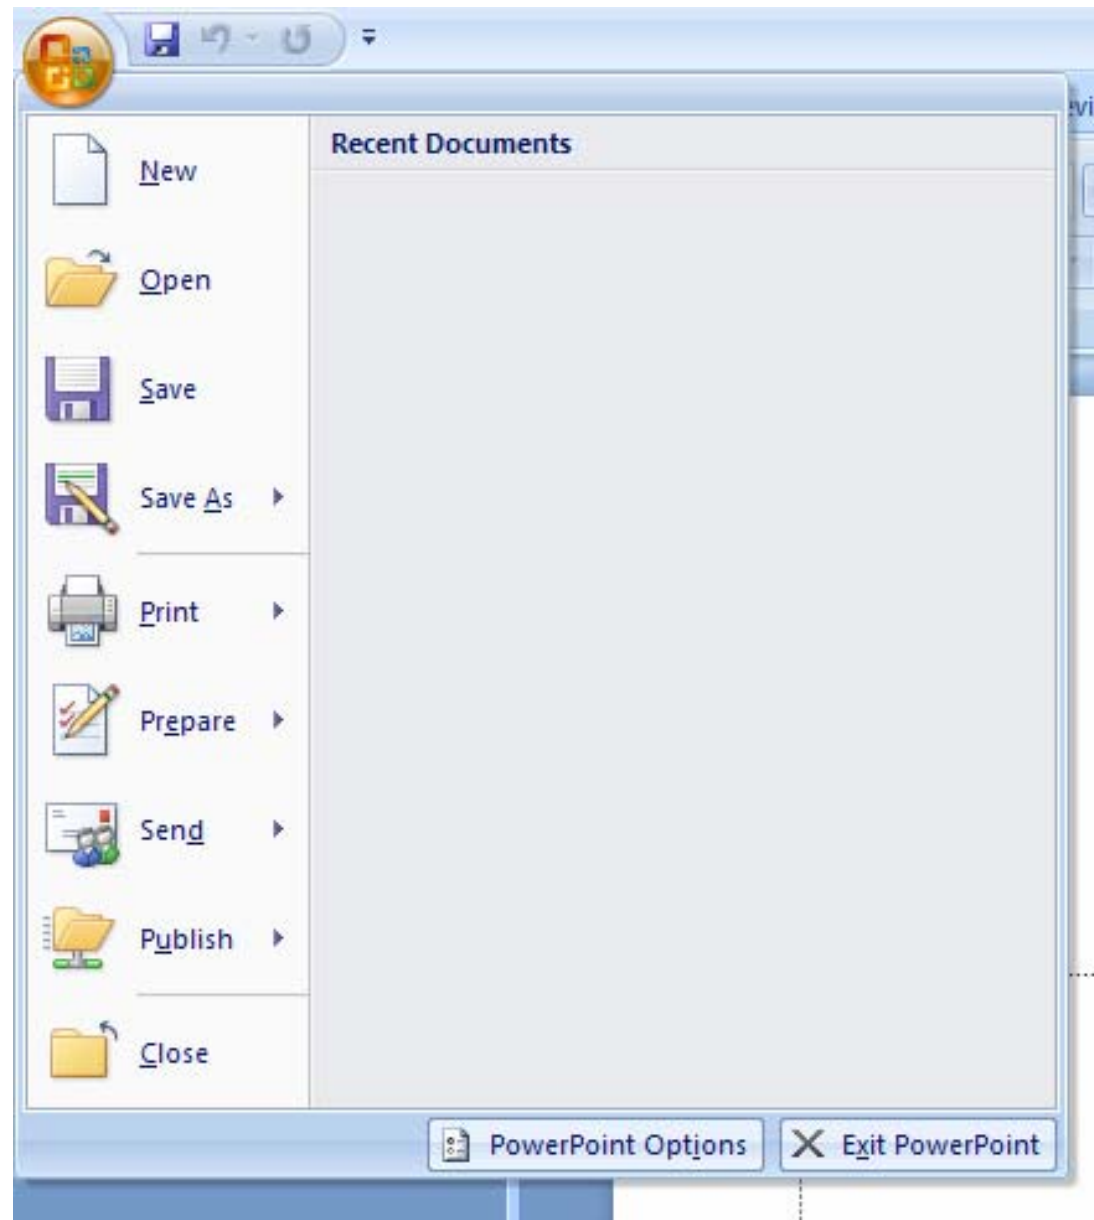 Recent Documents
New
Open
Save
Save As
Print
Prepare
Send
Publish
Close
PowerPoint Options
Exit PowerPoint